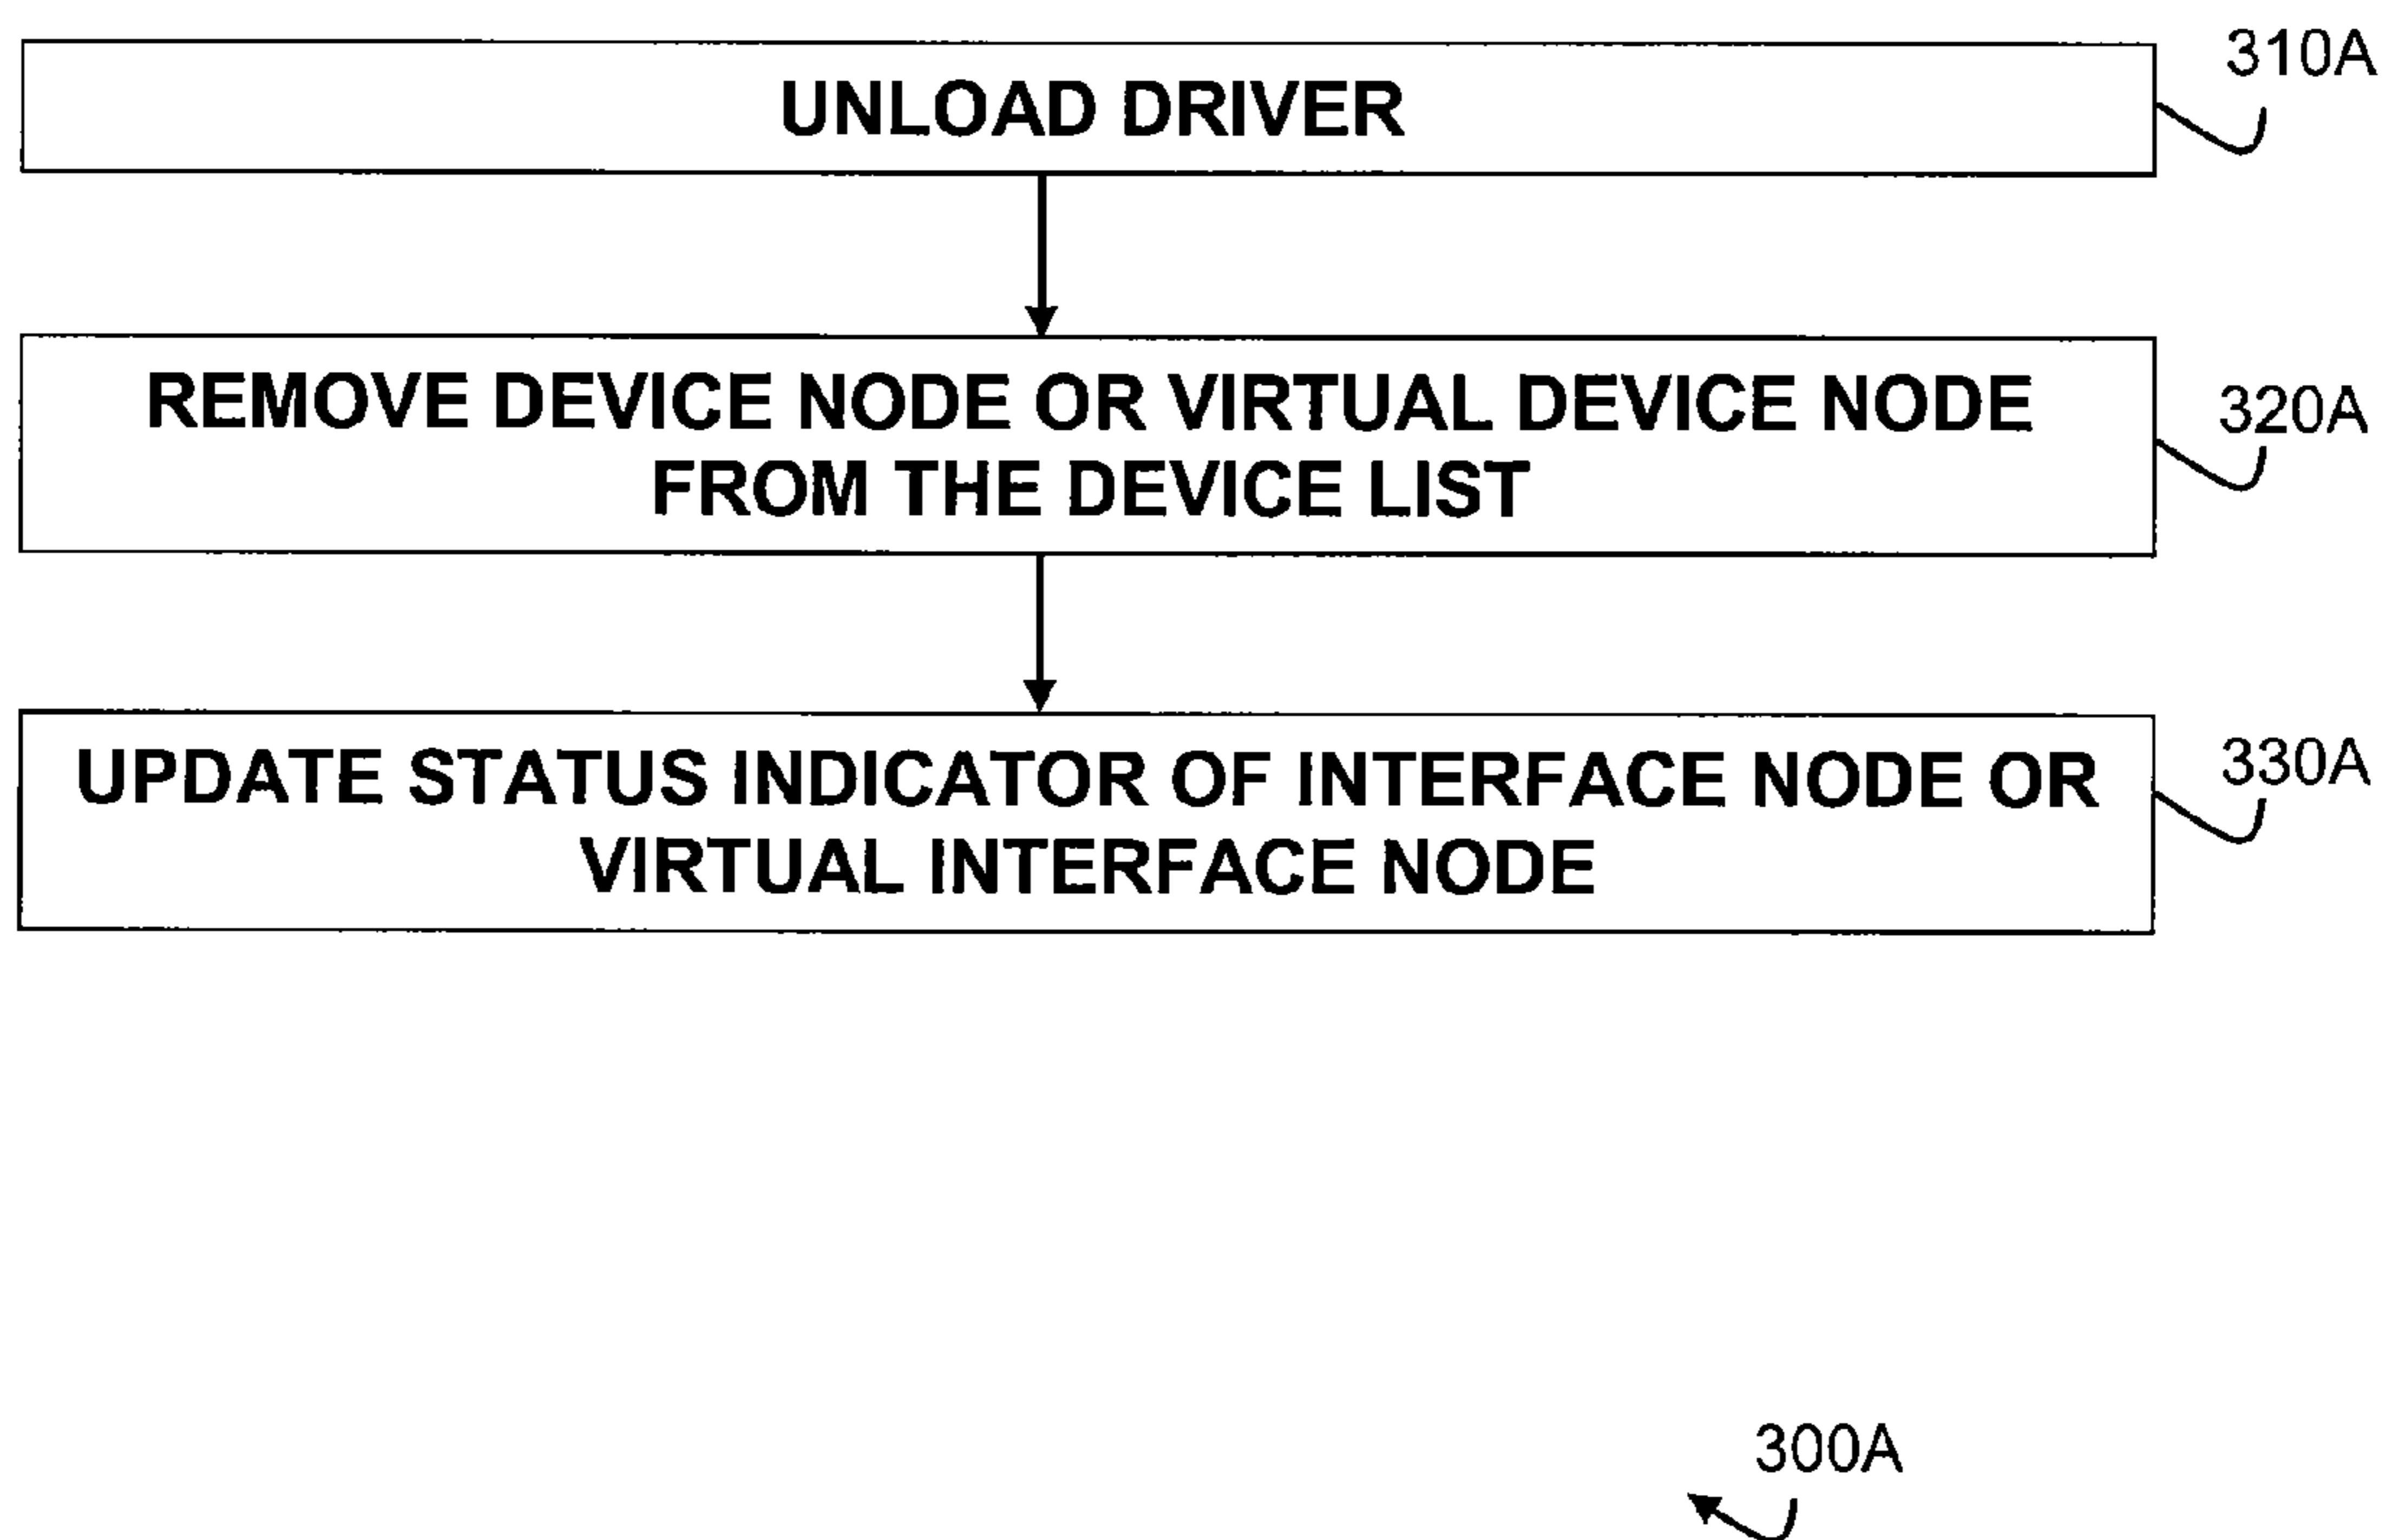 310A
UNLOAD DRIVER
REMOVE DEVICE NODE OR VIRTUAL DEVICE NODE
FROM THE DEVICE LIST
320A
UPDATE STATUS INDICATOR OF INTERFACE NODE OR
VIRTUAL INTERFACE NODE
330A
300A